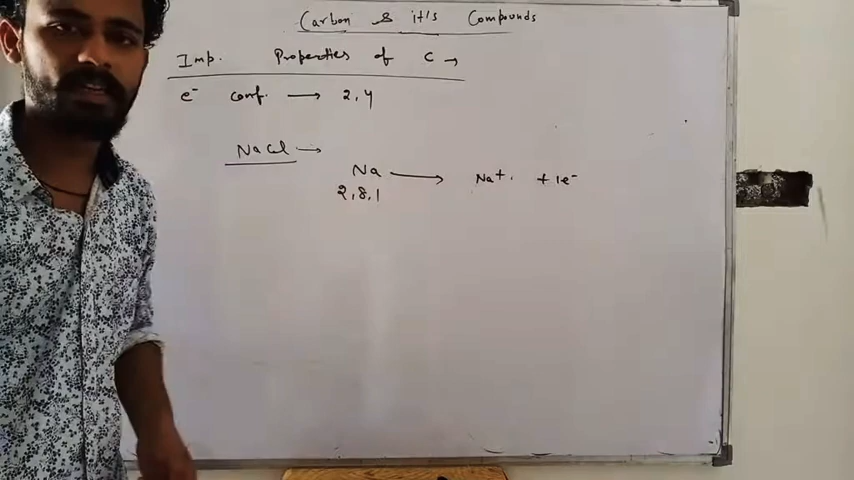 Carbon & it's Compounds
Imp. Properties of C →
e⁻ conf. → 2,4
NaCl →
Na → Na⁺ + 1e⁻
2,8,1